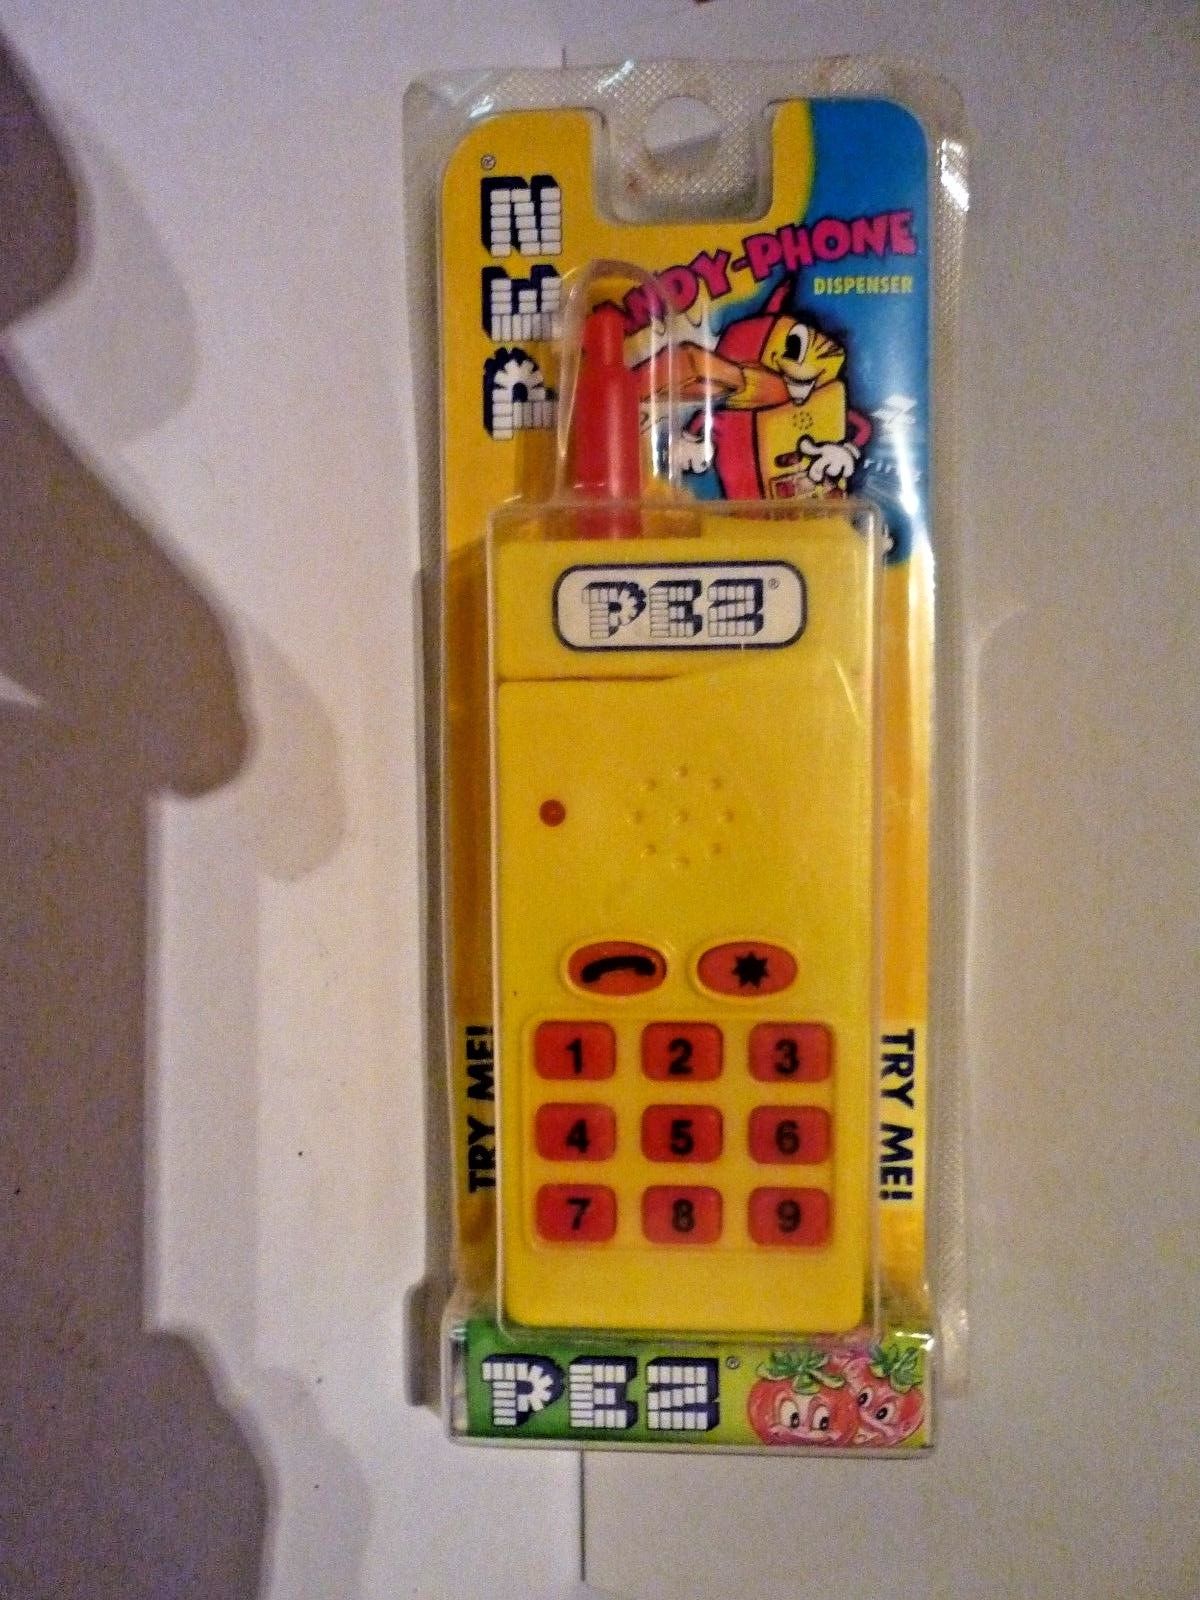 PEZ®
ANDY-PHONE
DISPENSER
PEZ®
1 2 3
4 5 6
7 8 9
TRY ME!
TRY ME!
PEZ®